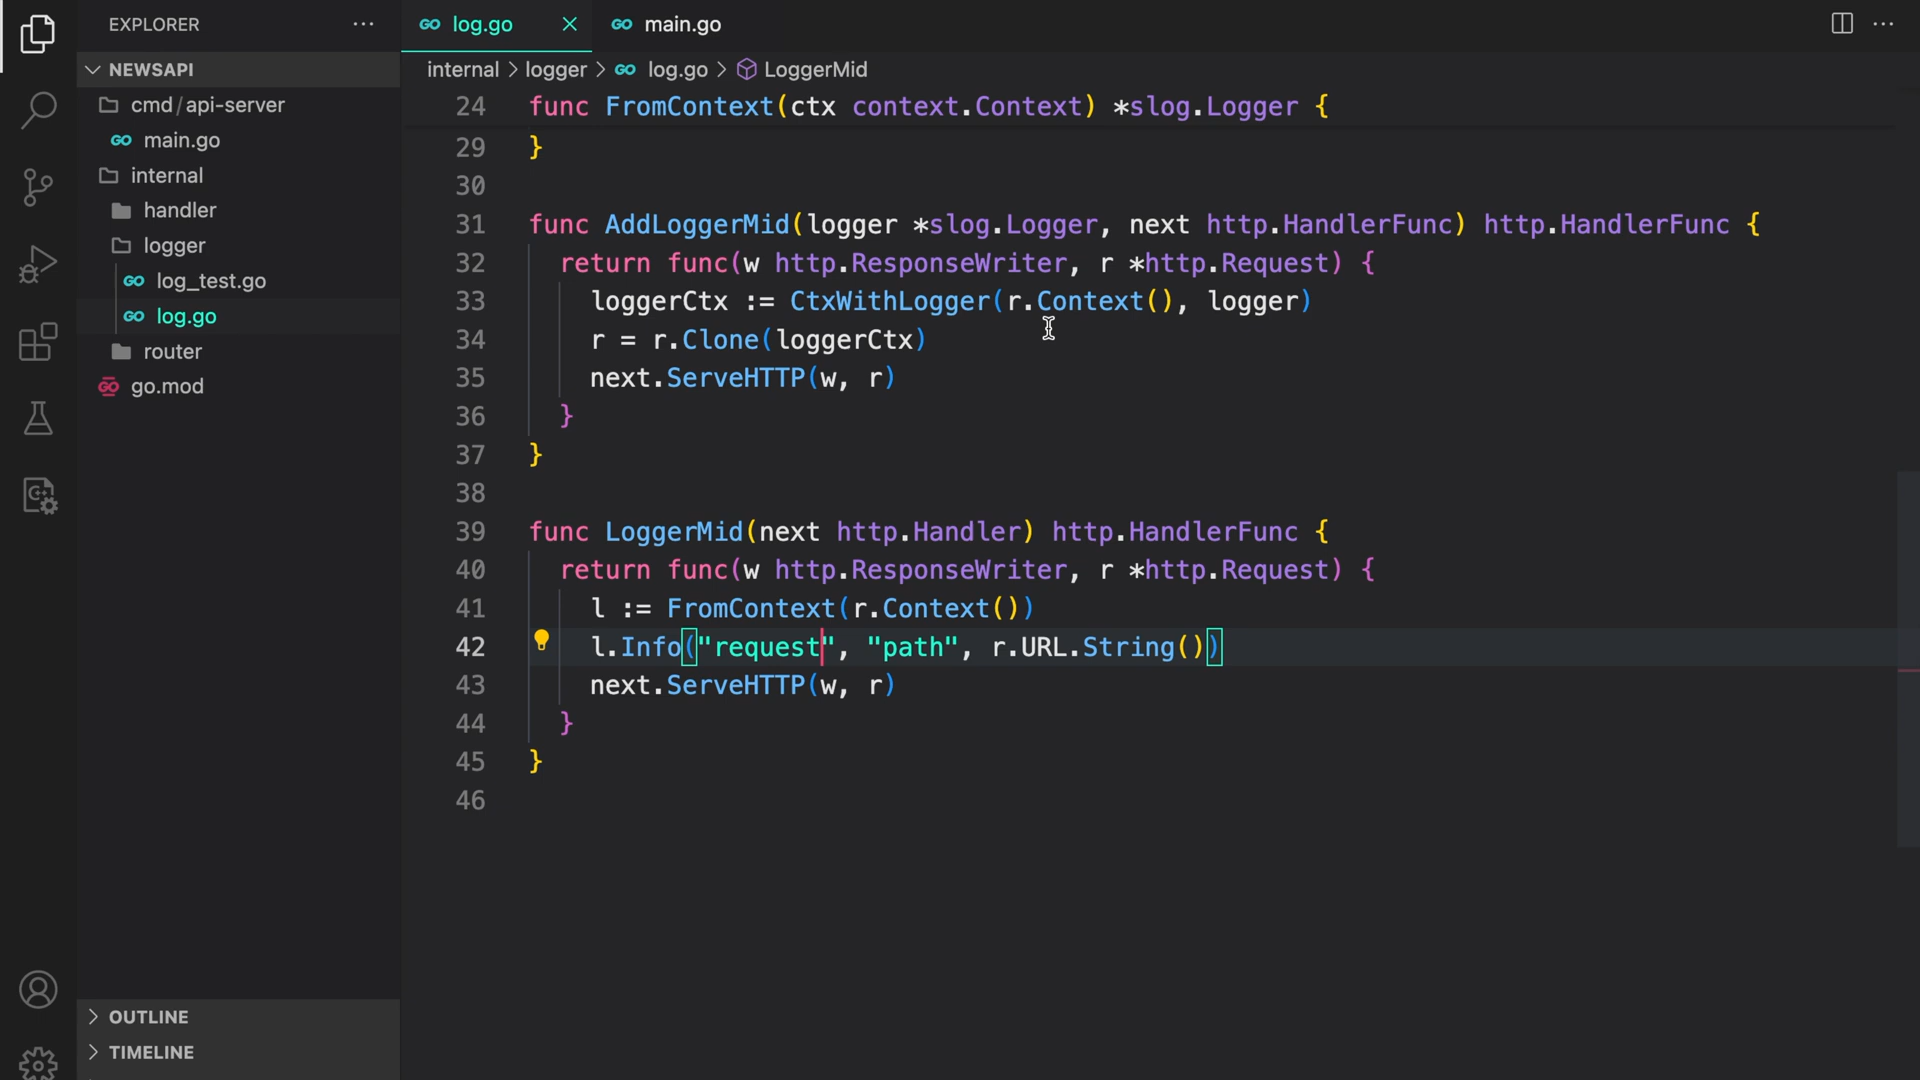 EXPLORER
NEWSAPI
cmd/api-server
main.go
internal
handler
logger
log_test.go
log.go
router
go.mod
OUTLINE
TIMELINE
log.go
main.go
internal > logger > log.go > LoggerMid
24 func FromContext(ctx context.Context) *slog.Logger {
29 }
30
31 func AddLoggerMid(logger *slog.Logger, next http.HandlerFunc) http.HandlerFunc {
32 return func(w http.ResponseWriter, r *http.Request) {
33 loggerCtx := CtxWithLogger(r.Context(), logger)
34 r = r.Clone(loggerCtx)
35 next.ServeHTTP(w, r)
36 }
37 }
38
39 func LoggerMid(next http.Handler) http.HandlerFunc {
40 return func(w http.ResponseWriter, r *http.Request) {
41 l := FromContext(r.Context())
42 l.Info("request", "path", r.URL.String())
43 next.ServeHTTP(w, r)
44 }
45 }
46